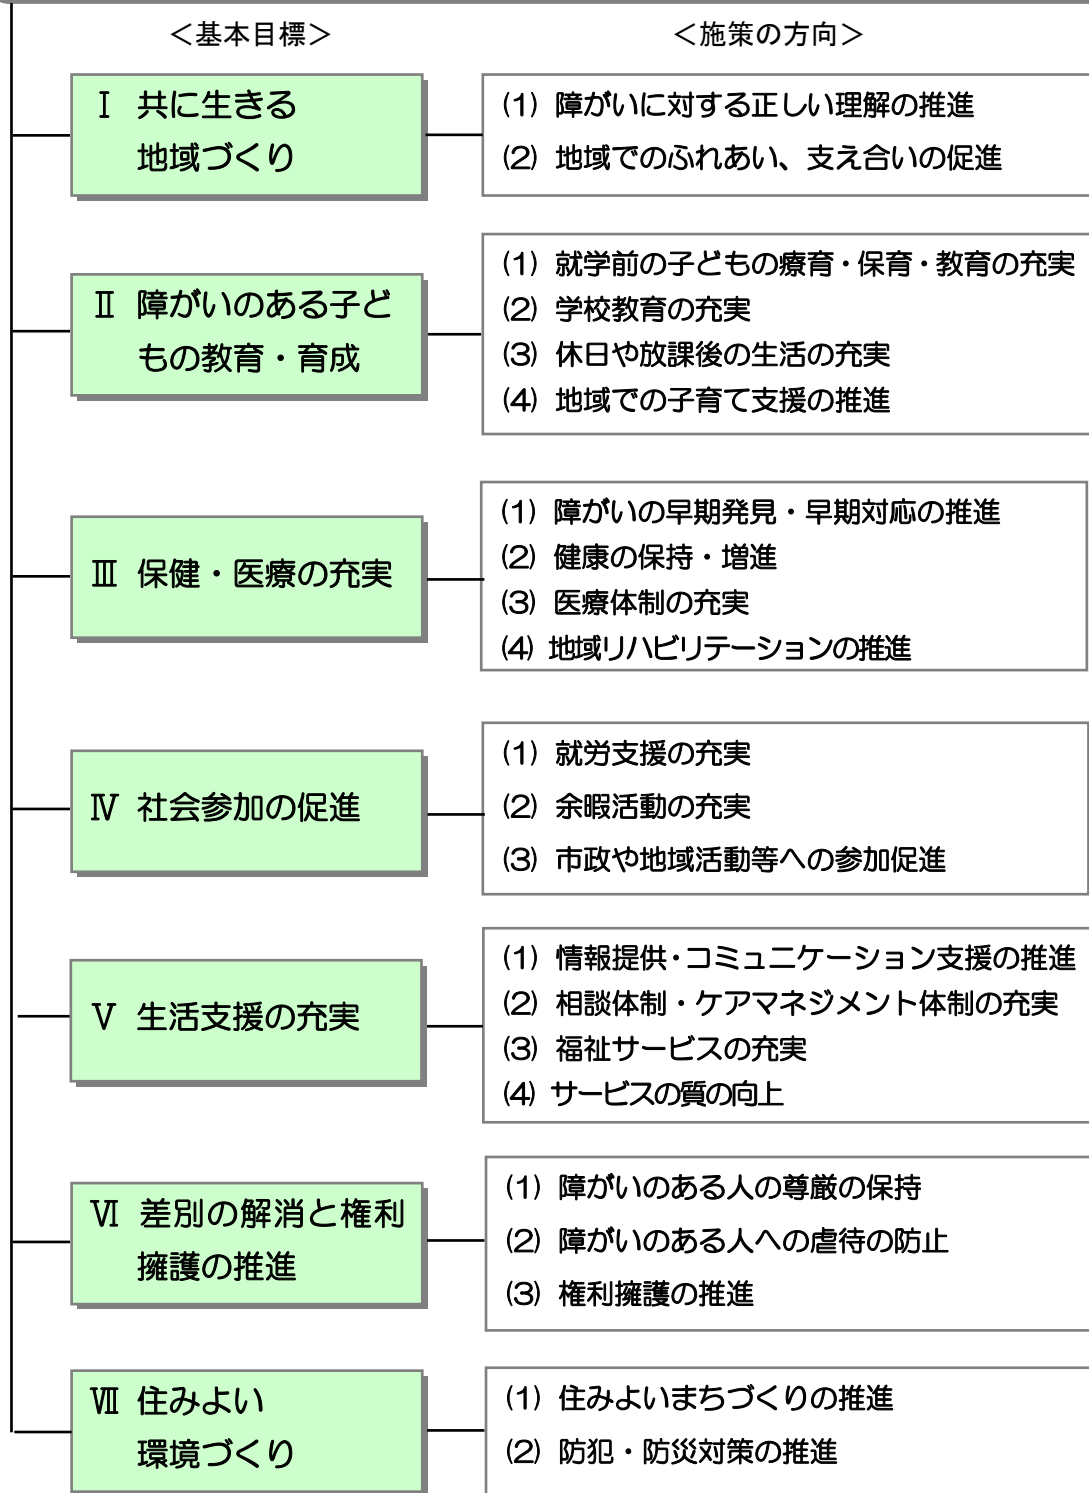 ＜基本目標＞
＜施策の方向＞
Ⅰ 共に生きる
地域づくり
(1) 障がいに対する正しい理解の推進
(2) 地域でのふれあい、支え合いの促進
Ⅱ 障がいのある子ど
もの教育・育成
(1) 就学前の子どもの療育・保育・教育の充実
(2) 学校教育の充実
(3) 休日や放課後の生活の充実
(4) 地域での子育て支援の推進
Ⅲ 保健・医療の充実
(1) 障がいの早期発見・早期対応の推進
(2) 健康の保持・増進
(3) 医療体制の充実
(4) 地域リハビリテーションの推進
Ⅳ 社会参加の促進
(1) 就労支援の充実
(2) 余暇活動の充実
(3) 市政や地域活動等への参加促進
Ⅴ 生活支援の充実
(1) 情報提供・コミュニケーション支援の推進
(2) 相談体制・ケアマネジメント体制の充実
(3) 福祉サービスの充実
(4) サービスの質の向上
Ⅵ 差別の解消と権利
擁護の推進
(1) 障がいのある人の尊厳の保持
(2) 障がいのある人への虐待の防止
(3) 権利擁護の推進
Ⅶ 住みよい
環境づくり
(1) 住みよいまちづくりの推進
(2) 防犯・防災対策の推進